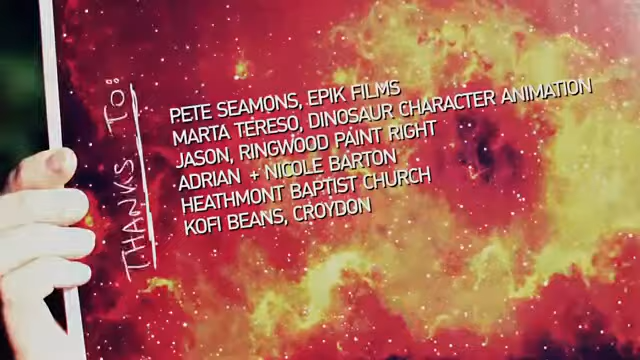 THANKS TO:
PETE SEAMONS, EPIK FILMS
MARTA TERESO, DINOSAUR CHARACTER ANIMATION
JASON, RINGWOOD PAINT RIGHT
ADRIAN + NICOLE BARTON
HEATHMONT BAPTIST CHURCH
KOFI BEANS, CROYDON